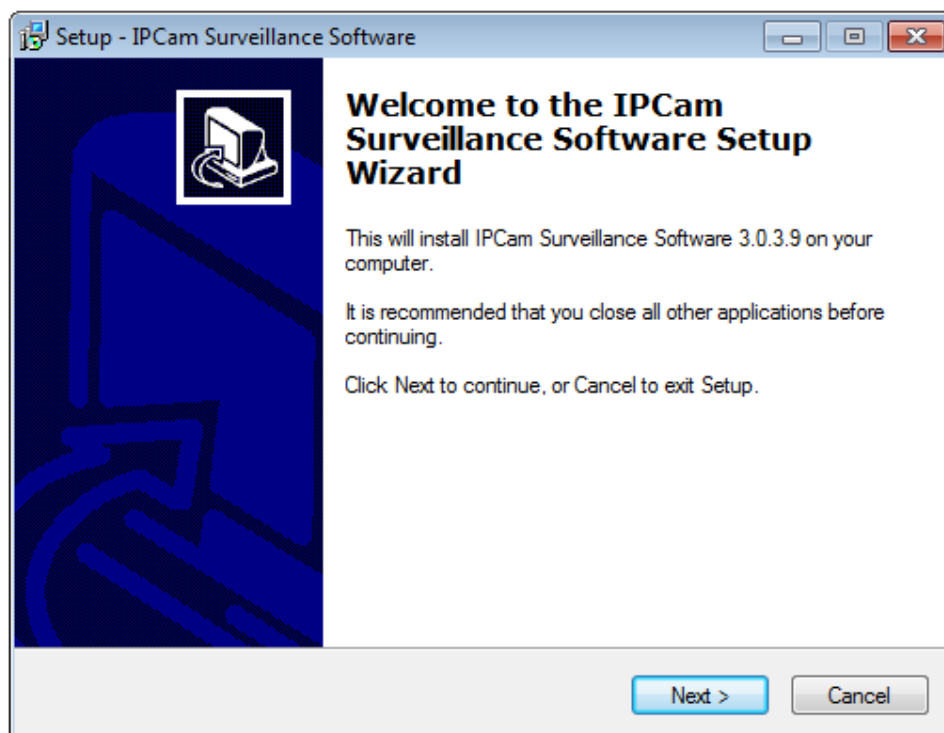 Setup - IPCam Surveillance Software
Welcome to the IPCam
Surveillance Software Setup
Wizard
This will install IPCam Surveillance Software 3.0.3.9 on your
computer.
It is recommended that you close all other applications before
continuing.
Click Next to continue, or Cancel to exit Setup.
Next >
Cancel